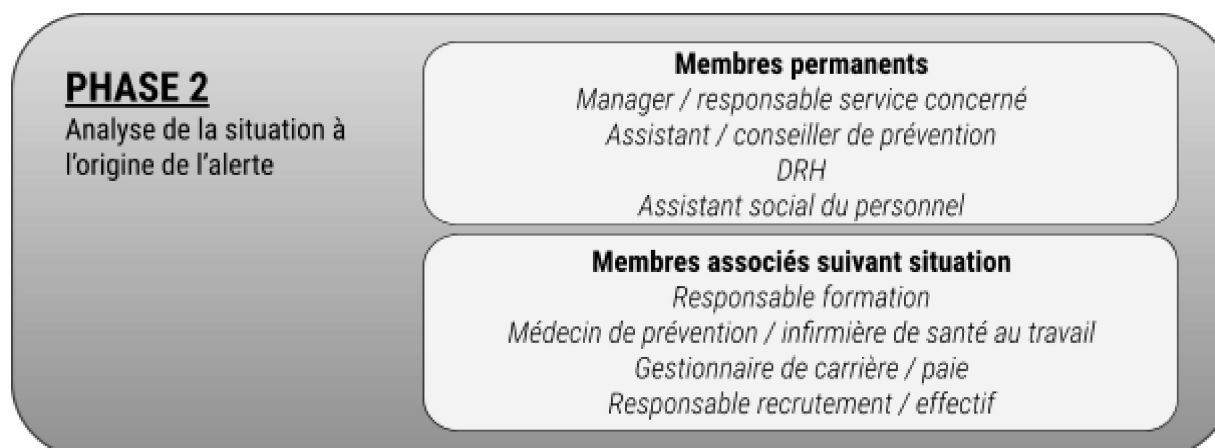 PHASE 2
Analyse de la situation à
l'origine de l'alerte
Membres permanents
Manager / responsable service concerné
Assistant / conseiller de prévention
DRH
Assistant social du personnel
Membres associés suivant situation
Responsable formation
Médecin de prévention / infirmière de santé au travail
Gestionnaire de carrière / paie
Responsable recrutement / effectif